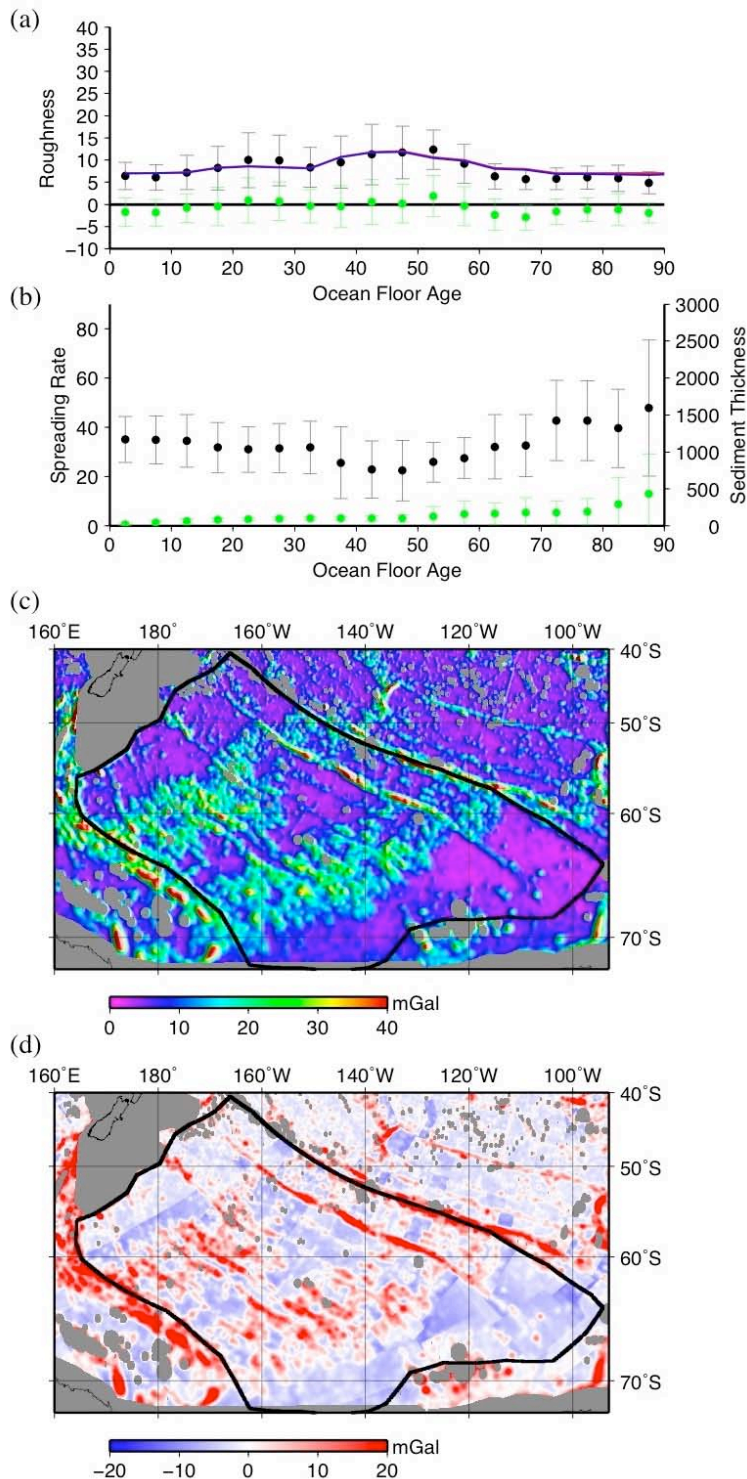 (a)
40
35
30
25
20
15
10
5
0
−5
−10
Roughness
0 10 20 30 40 50 60 70 80 90
Ocean Floor Age
(b)
80
60
40
20
0
Spreading Rate
3000
2500
2000
1500
1000
500
0
Sediment Thickness
0 10 20 30 40 50 60 70 80 90
Ocean Floor Age
(c)
160˚E 180˚ 160˚W 140˚W 120˚W 100˚W
40˚S
50˚S
60˚S
70˚S
mGal
0 10 20 30 40
(d)
160˚E 180˚ 160˚W 140˚W 120˚W 100˚W
40˚S
50˚S
60˚S
70˚S
mGal
−20 −10 0 10 20